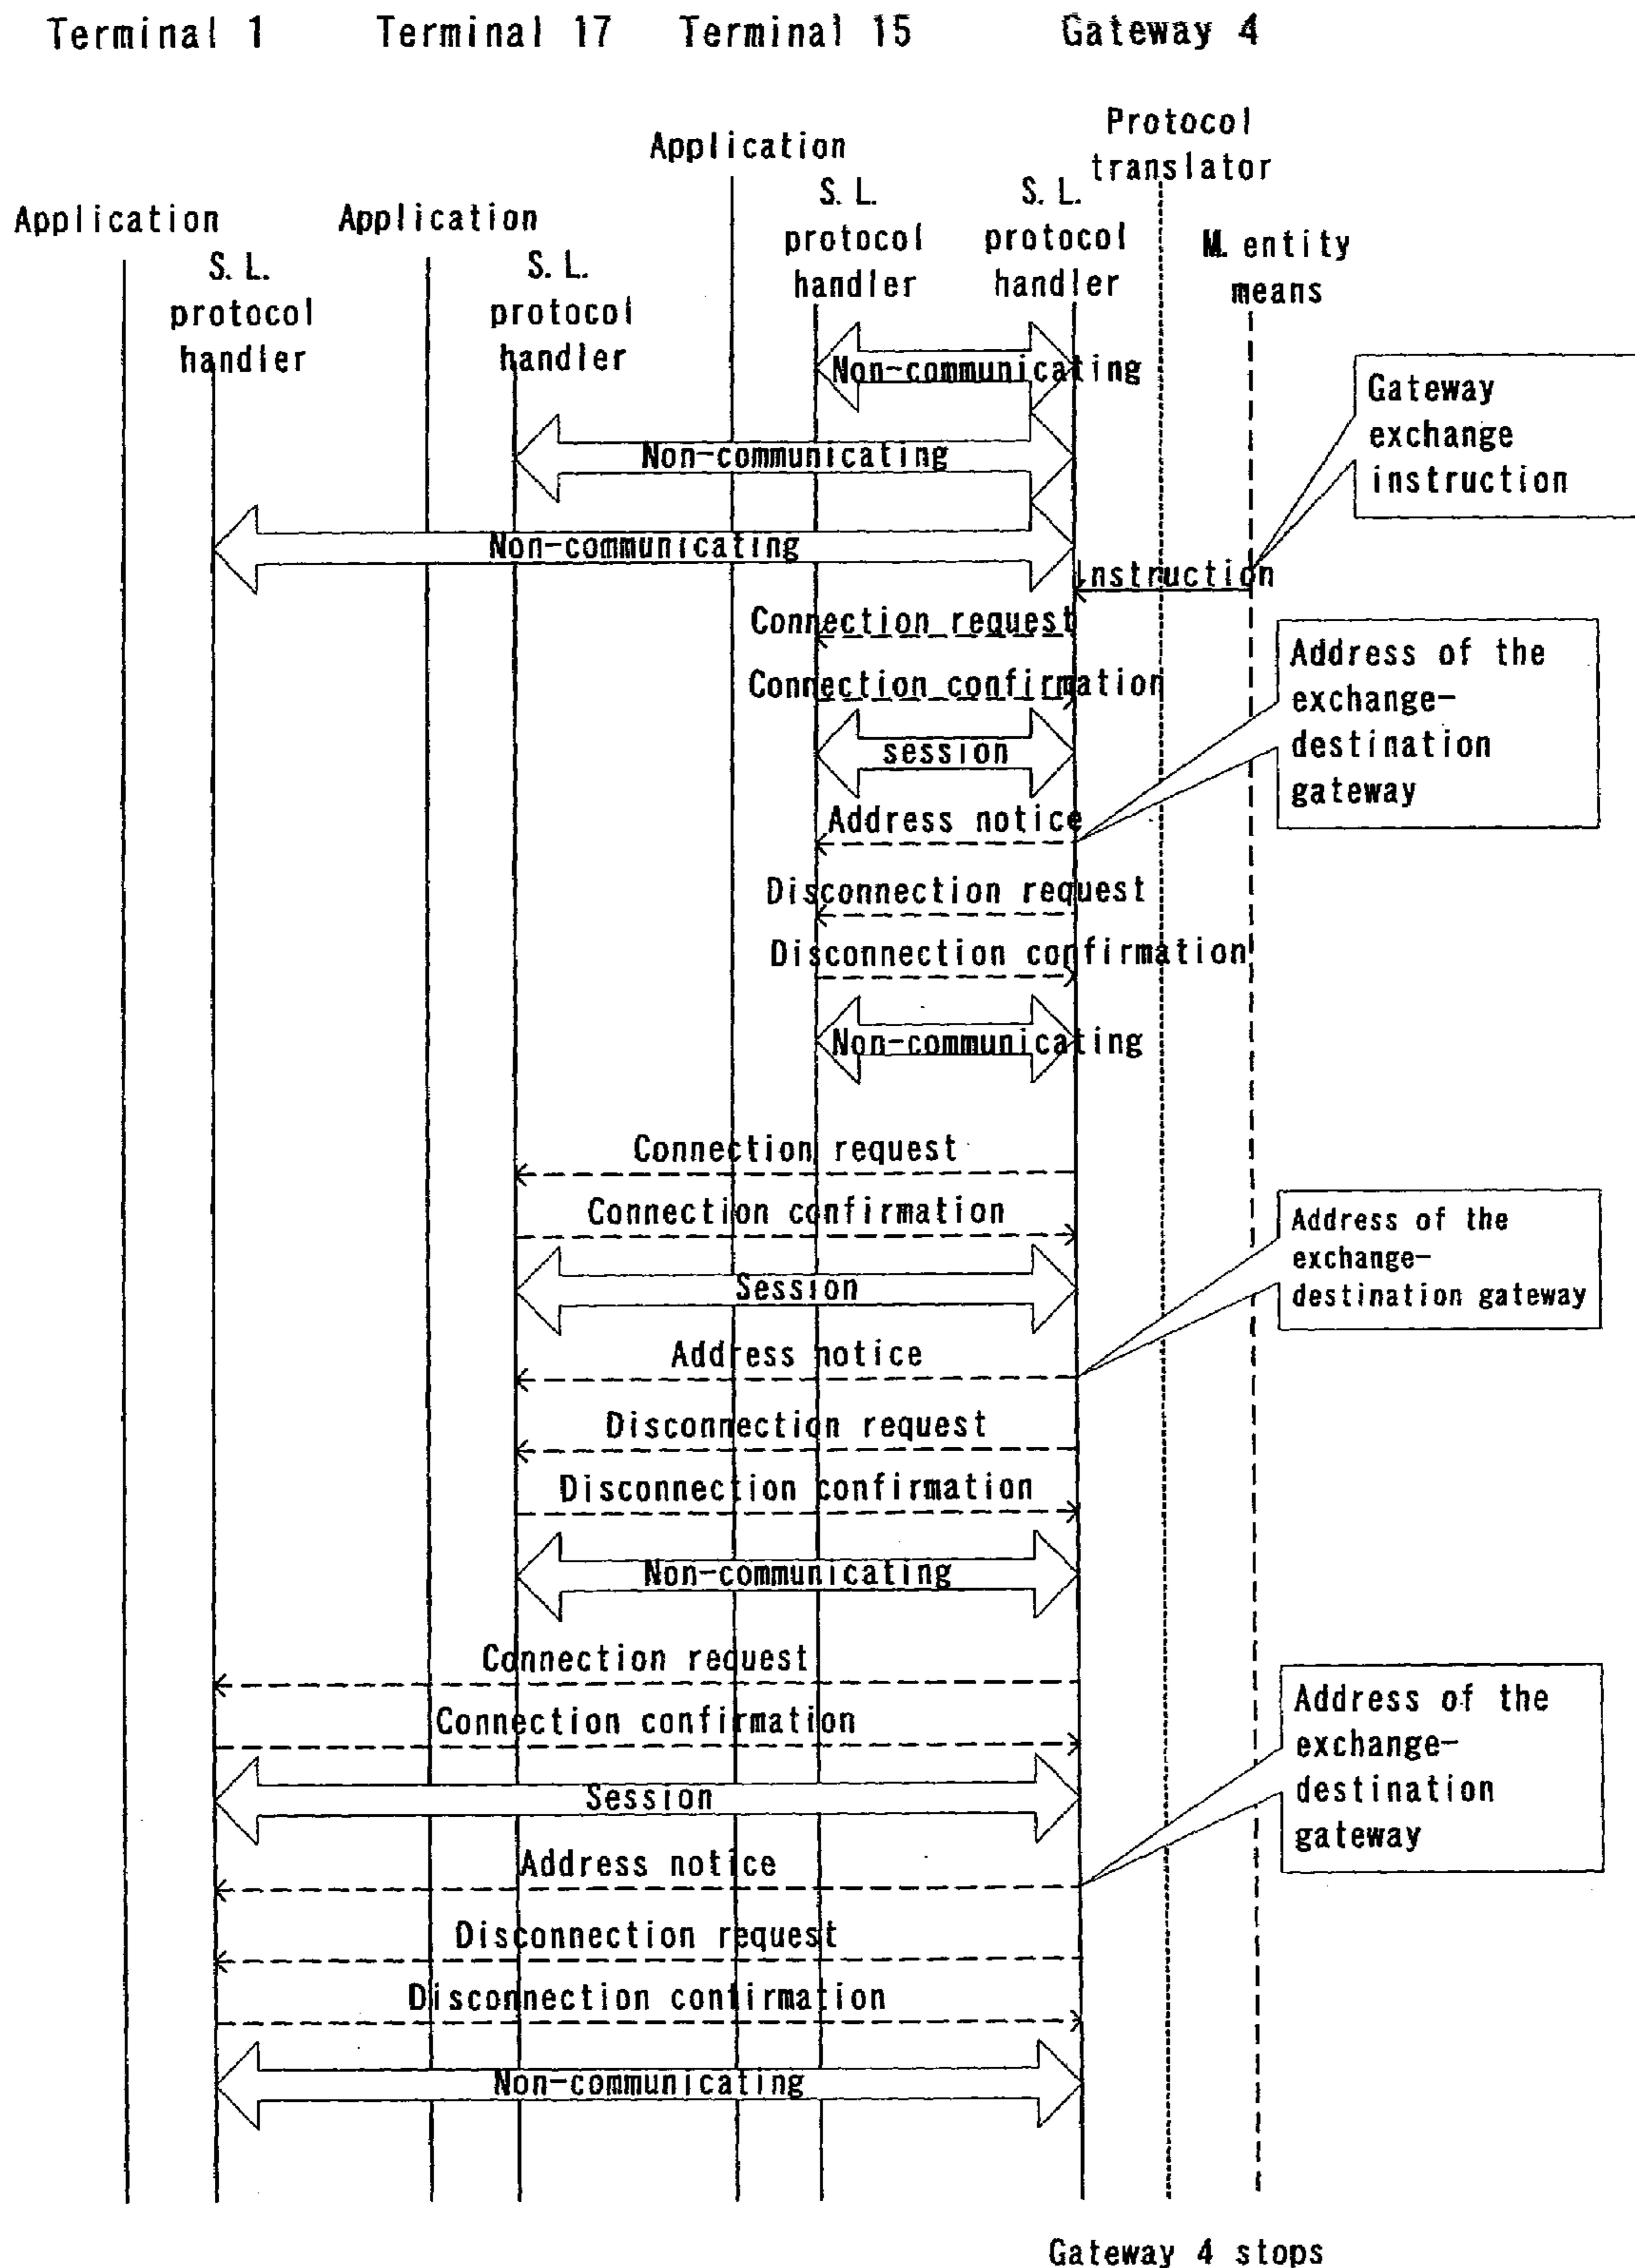 Terminal 1 Terminal 17 Terminal 15 Gateway 4
Protocol
translator
Application
S. L.
protocol
handler
S. L.
protocol
handler
Application
Application
M. entity
means
S. L.
protocol
handler
S. L.
protocol
handler
Non-communicating
Gateway
exchange
instruction
Non-communicating
Non-communicating
Instruction
Connection request
Address of the
exchange-
destination
gateway
Connection confirmation
session
Address notice
Disconnection request
Disconnection confirmation
Non-communicating
Connection request
Connection confirmation
Address of the
exchange-
destination gateway
Session
Address notice
Disconnection request
Disconnection confirmation
Non-communicating
Connection request
Address of the
exchange-
destination
gateway
Connection confirmation
Session
Address notice
Disconnection request
Disconnection confirmation
Non-communicating
Gateway 4 stops